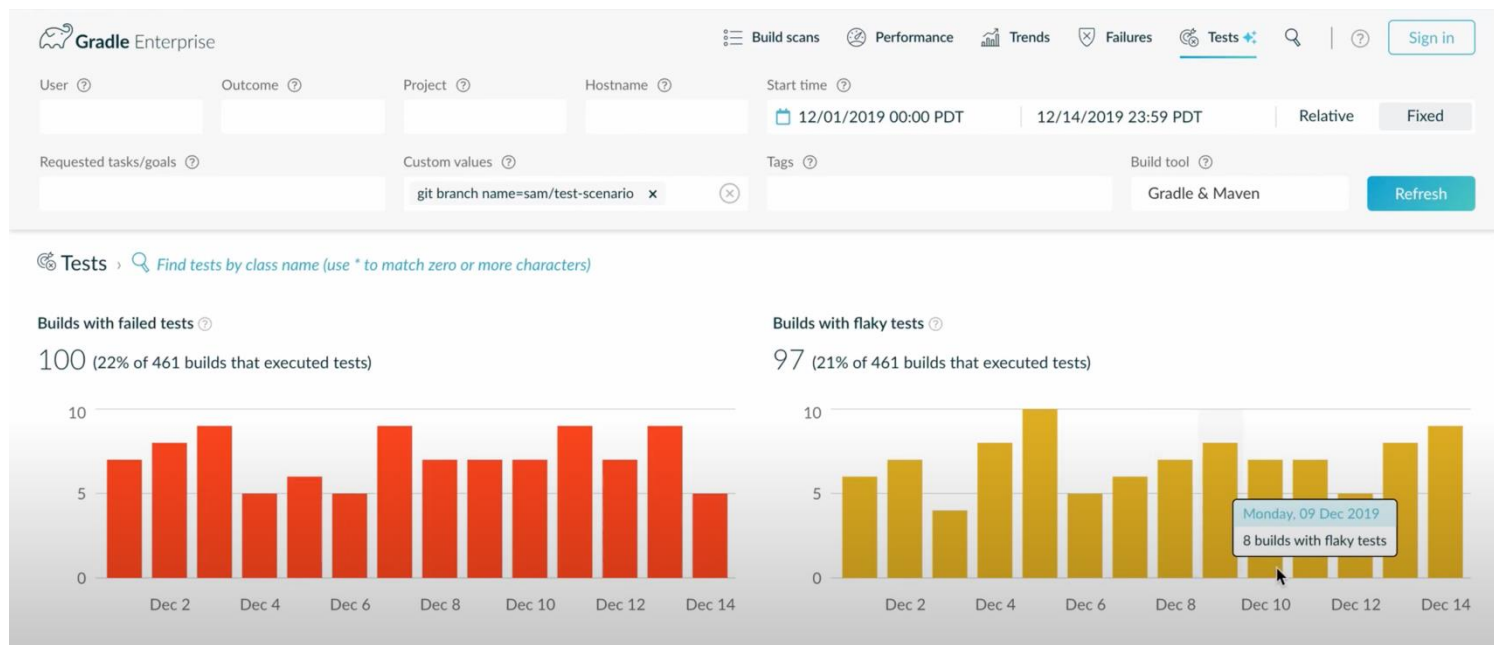 Gradle Enterprise
Build scans Performance Trends Failures Tests Sign in
User Outcome Project Hostname Start time
12/01/2019 00:00 PDT 12/14/2019 23:59 PDT Relative Fixed
Requested tasks/goals Custom values Tags Build tool
git branch name=sam/test-scenario Gradle & Maven Refresh
Tests › Find tests by class name (use * to match zero or more characters)
Builds with failed tests
100 (22% of 461 builds that executed tests)
10
5
0
Dec 2 Dec 4 Dec 6 Dec 8 Dec 10 Dec 12 Dec 14
Builds with flaky tests
97 (21% of 461 builds that executed tests)
10
5
0
Monday, 09 Dec 2019
8 builds with flaky tests
Dec 2 Dec 4 Dec 6 Dec 8 Dec 10 Dec 12 Dec 14